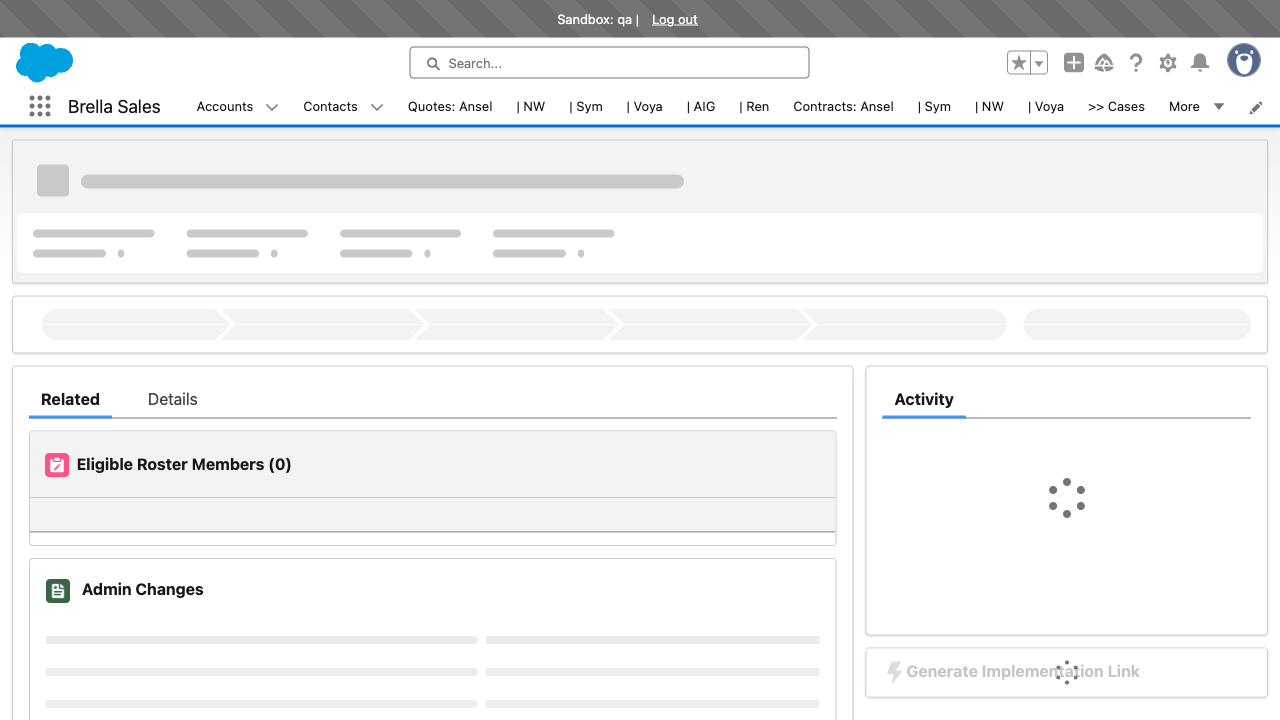 Sandbox: qa | Log out
Search...
Brella Sales Accounts Contacts Quotes: Ansel | NW | Sym | Voya | AIG | Ren Contracts: Ansel | Sym | NW | Voya >> Cases More
Related Details
Eligible Roster Members (0)
Admin Changes
Activity
Generate Implementation Link